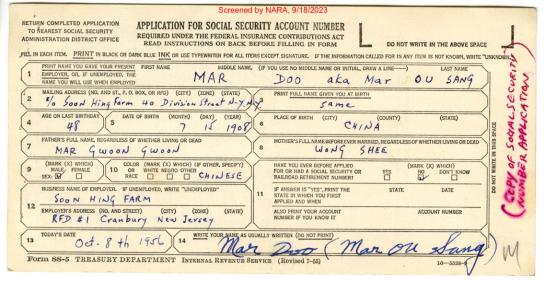 Screened by NARA, 9/18/2023
RETURN COMPLETED APPLICATION TO NEAREST SOCIAL SECURITY ADMINISTRATION DISTRICT OFFICE
APPLICATION FOR SOCIAL SECURITY ACCOUNT NUMBER
REQUIRED UNDER THE FEDERAL INSURANCE CONTRIBUTIONS ACT
READ INSTRUCTIONS ON BACK BEFORE FILLING IN FORM
DO NOT WRITE IN THE ABOVE SPACE
FILL IN EACH ITEM. PRINT IN BLACK OR DARK BLUE INK OR USE TYPEWRITER FOR ALL ITEMS EXCEPT SIGNATURE. IF THE INFORMATION CALLED FOR IN ANY ITEM IS NOT KNOWN, WRITE "UNKNOWN"
1 PRINT NAME YOU GAVE YOUR PRESENT EMPLOYER, OR IF UNEMPLOYED, THE NAME YOU WILL USE WHEN EMPLOYED
FIRST NAME MIDDLE NAME, (IF YOU USE NO MIDDLE NAME OR INITIAL, DRAW A LINE—) LAST NAME
MAR DOO aka Mar OU SANG
2 MAILING ADDRESS (NO. AND ST., P. O. BOX, OR RFD) (CITY) (ZONE) (STATE)
c/o Soon Hing Farm 40 Division Street N.Y. N.Y.
3 PRINT FULL NAME GIVEN YOU AT BIRTH
same
4 AGE ON LAST BIRTHDAY
48
5 DATE OF BIRTH (MONTH) (DAY) (YEAR)
7 15 1908
6 PLACE OF BIRTH (CITY) (COUNTY) (STATE)
CHINA
7 FATHER'S FULL NAME, REGARDLESS OF WHETHER LIVING OR DEAD
MAR GWOON GWOON
8 MOTHER'S FULL NAME BEFORE EVER MARRIED, REGARDLESS OF WHETHER LIVING OR DEAD
WONG SHEE
9 (MARK (X) WHICH) MALE FEMALE
SEX: X
10 COLOR OR RACE (MARK (X) WHICH) (IF OTHER, SPECIFY) WHITE NEGRO OTHER
CHINESE
11 HAVE YOU EVER BEFORE APPLIED FOR OR HAD A SOCIAL SECURITY OR RAILROAD RETIREMENT NUMBER?
(MARK (X) WHICH) YES NO DON'T KNOW
IF ANSWER IS "YES", PRINT THE STATE IN WHICH YOU FIRST APPLIED AND WHEN STATE DATE
ALSO PRINT YOUR ACCOUNT NUMBER IF YOU KNOW IT ACCOUNT NUMBER
12 BUSINESS NAME OF EMPLOYER. IF UNEMPLOYED, WRITE "UNEMPLOYED"
SOON HING FARM
EMPLOYER'S ADDRESS (NO. AND STREET) (CITY) (ZONE) (STATE)
RFD #1 Cranbury New Jersey
13 TODAY'S DATE
Oct. 8th 1956
14 WRITE YOUR NAME AS USUALLY WRITTEN (DO NOT PRINT)
Mar Doo (Mar Ou Sang)
Form SS-5 TREASURY DEPARTMENT INTERNAL REVENUE SERVICE (Revised 7-55)
DO NOT WRITE IN THIS SPACE
(COPY OF SOCIAL SECURITY NUMBER APPLICATION)